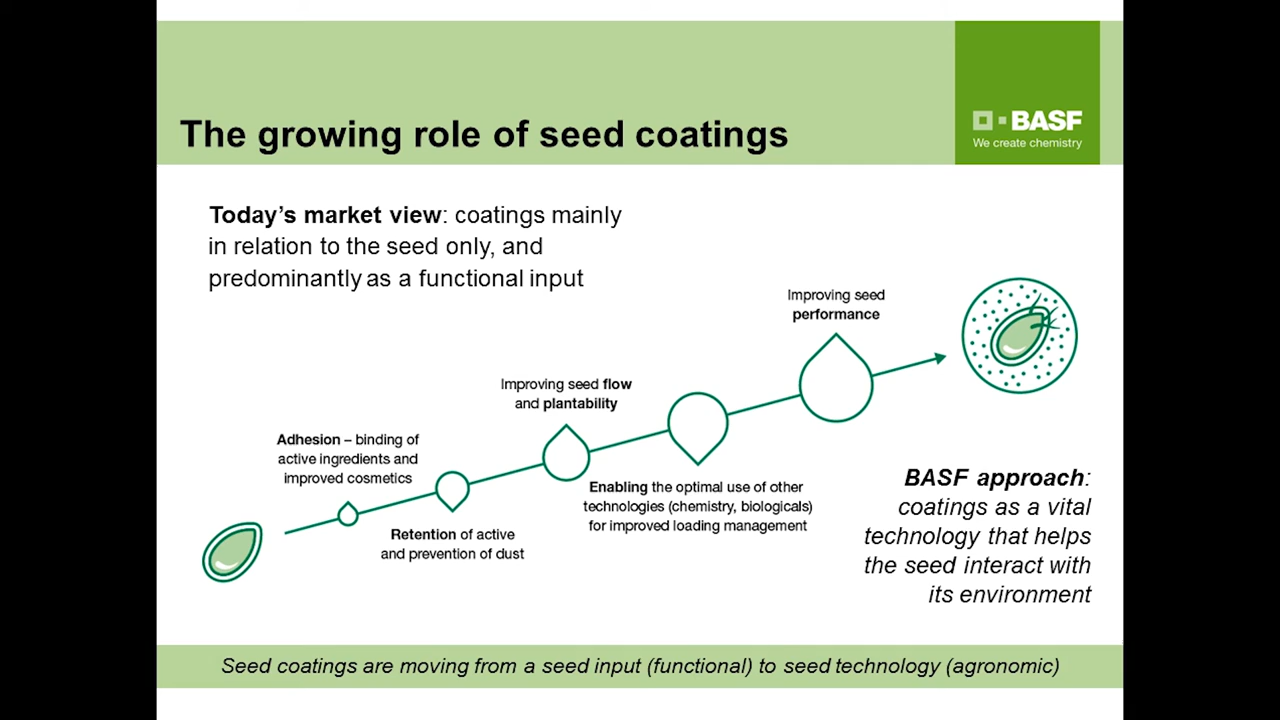 The growing role of seed coatings
BASF
We create chemistry
Today's market view: coatings mainly
in relation to the seed only, and
predominantly as a functional input
Improving seed
performance
Improving seed flow
and plantability
Adhesion – binding of
active ingredients and
improved cosmetics
Enabling the optimal use of other
technologies (chemistry, biologicals)
for improved loading management
Retention of active
and prevention of dust
BASF approach:
coatings as a vital
technology that helps
the seed interact with
its environment
Seed coatings are moving from a seed input (functional) to seed technology (agronomic)